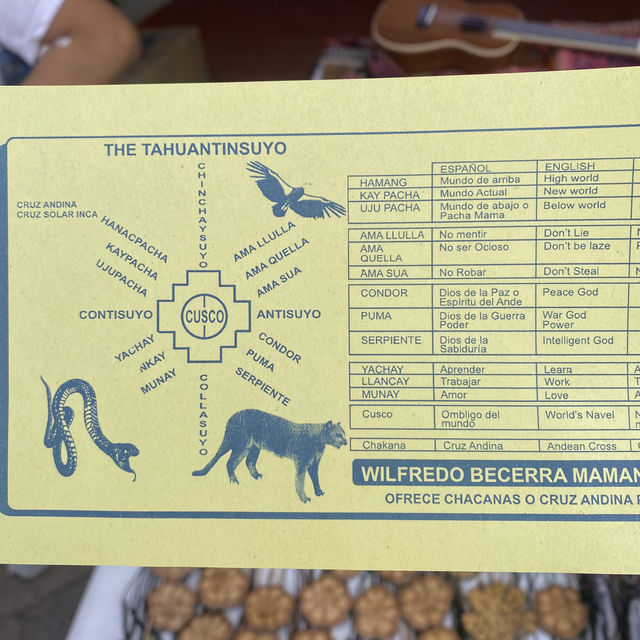 THE TAHUANTINSUYO
CRUZ ANDINA
CRUZ SOLAR INCA
CHINCHAYSUYO
HANACPACHA
KAYPACHA
UJUPACHA
AMA LLULLA
AMA QUELLA
AMA SUA
CONTISUYO
CUSCO
ANTISUYO
YACHAY
NKAY
MUNAY
CONDOR
PUMA
SERPIENTE
COLLASUYO
ESPAÑOL ENGLISH
HAMANG Mundo de arriba High world
KAY PACHA Mundo Actual New world
UJU PACHA Mundo de abajo o Below world
Pacha Mama
AMA LLULLA No mentir Don't Lie
AMA No ser Ocioso Don't be laze
QUELLA
AMA SUA No Robar Don't Steal
CONDOR Dios de la Paz o Peace God
Espiritu del Ande
PUMA Dios de la Guerra War God
Poder Power
SERPIENTE Dios de la Intelligent God
Sabiduría
YACHAY Aprender Learn
LLANCAY Trabajar Work
MUNAY Amor Love
Cusco Ombligo del World's Navel
mundo
Chakana Cruz Andina Andean Cross
WILFREDO BECERRA MAMAN
OFRECE CHACANAS O CRUZ ANDINA